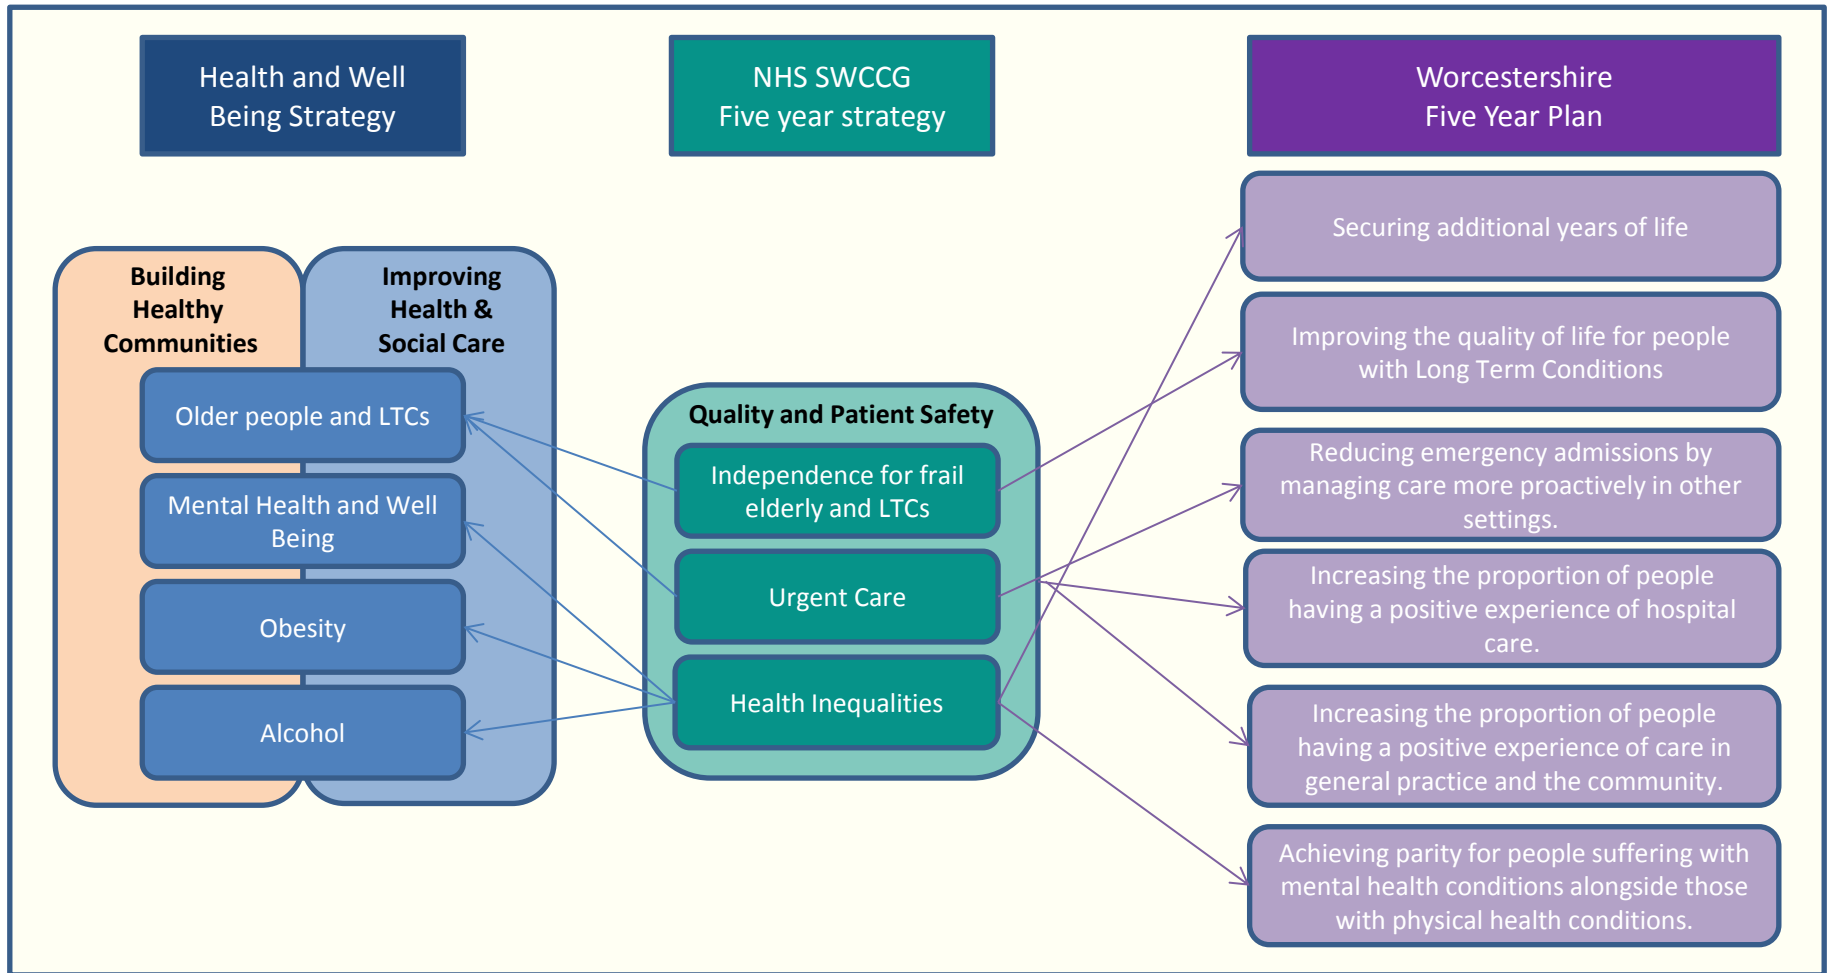 Health and Well
Being Strategy
NHS SWCCG
Five year strategy
Worcestershire
Five Year Plan
Building
Healthy
Communities
Improving
Health &
Social Care
Older people and LTCs
Mental Health and Well
Being
Obesity
Alcohol
Quality and Patient Safety
Independence for frail
elderly and LTCs
Urgent Care
Health Inequalities
Securing additional years of life
Improving the quality of life for people
with Long Term Conditions
Reducing emergency admissions by
managing care more proactively in other
settings.
Increasing the proportion of people
having a positive experience of hospital
care.
Increasing the proportion of people
having a positive experience of care in
general practice and the community.
Achieving parity for people suffering with
mental health conditions alongside those
with physical health conditions.